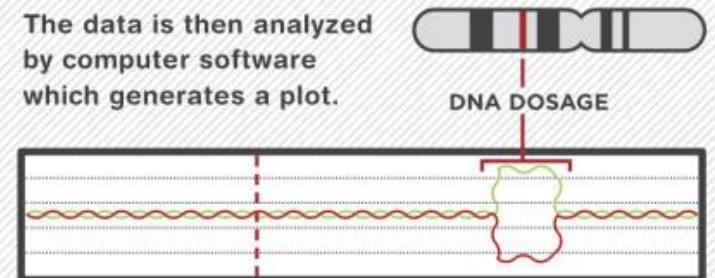 The data is then analyzed
by computer software
which generates a plot.
DNA DOSAGE